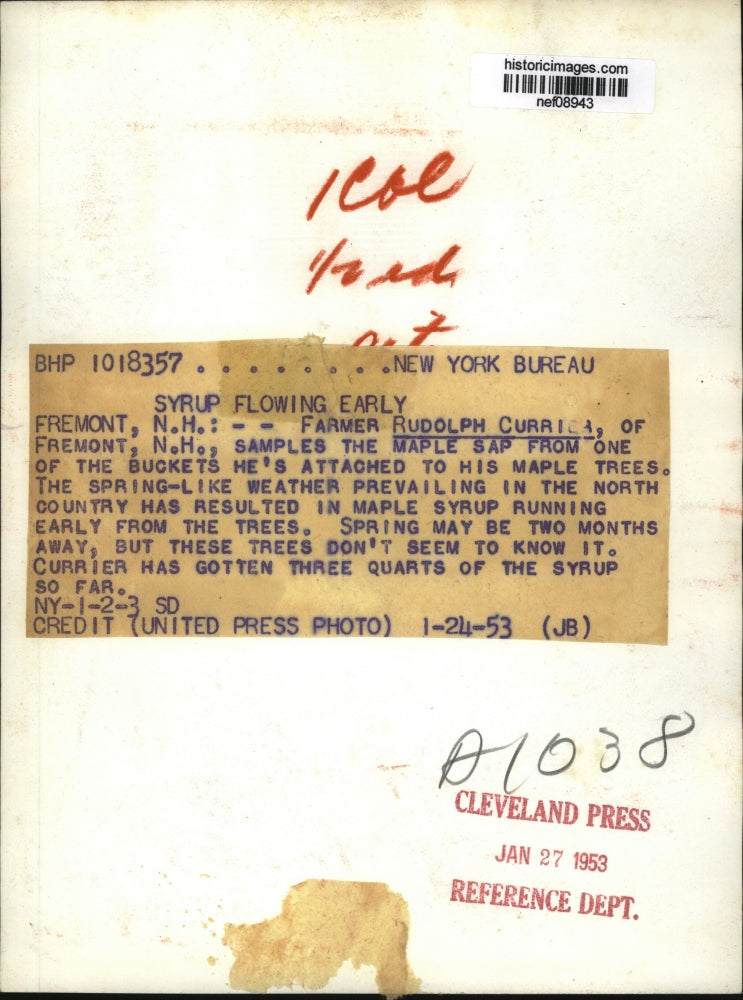 historicimages.com
nef08943
1 Col
1/2 ed
BHP 1018357 . . . . . . . . .NEW YORK BUREAU
SYRUP FLOWING EARLY
FREMONT, N.H.: - - FARMER RUDOLPH, OF
FREMONT, N.H., SAMPLES THE MAPLE SAP FROM ONE
OF THE BUCKETS HE'S ATTACHED TO HIS MAPLE TREES.
THE SPRING-LIKE WEATHER PREVAILING IN THE NORTH
COUNTRY HAS RESULTED IN MAPLE SYRUP RUNNING
EARLY FROM THE TREES. SPRING MAY BE TWO MONTHS
AWAY, BUT THESE TREES DON'T SEEM TO KNOW IT.
CURRIER HAS GOTTEN THREE QUARTS OF THE SYRUP
SO FAR.
NY-1-2-3 SD
CREDIT (UNITED PRESS PHOTO) 1-24-53 (JB)
A1038
CLEVELAND PRESS
JAN 27 1953
REFERENCE DEPT.